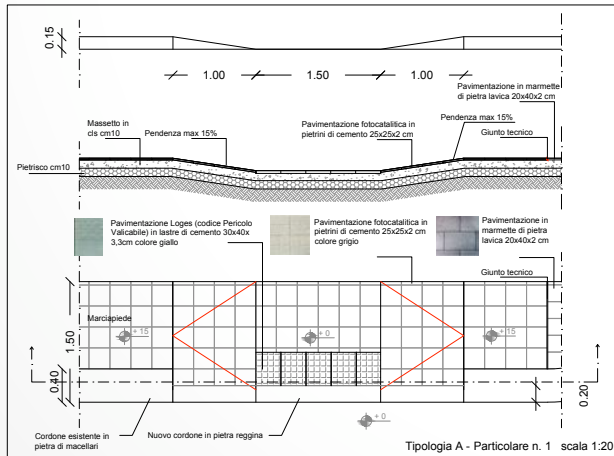 0.15
1.00
1.50
1.00
Pavimentazione in marmette
di pietra lavica 20x40x2 cm
Massetto in
cls cm10
Pendenza max 15%
Pavimentazione fotocatalitica in
pietrini di cemento 25x25x2 cm
Pendenza max 15%
Giunto tecnico
Pietrisco cm10
Pavimentazione Loges (codice Pericolo
Valicabile) in lastre di cemento 30x40x
3,3cm colore giallo
Pavimentazione fotocatalitica in
pietrini di cemento 25x25x2 cm
colore grigio
Pavimentazione in
marmette di pietra
lavica 20x40x2 cm
Giunto tecnico
Marciapiede
1.50
+ 15
+ 0
+ 15
0.40
0.20
+ 0
Cordone esistente in
pietra di macellari
Nuovo cordone in pietra reggina
Tipologia A - Particolare n. 1 scala 1:20